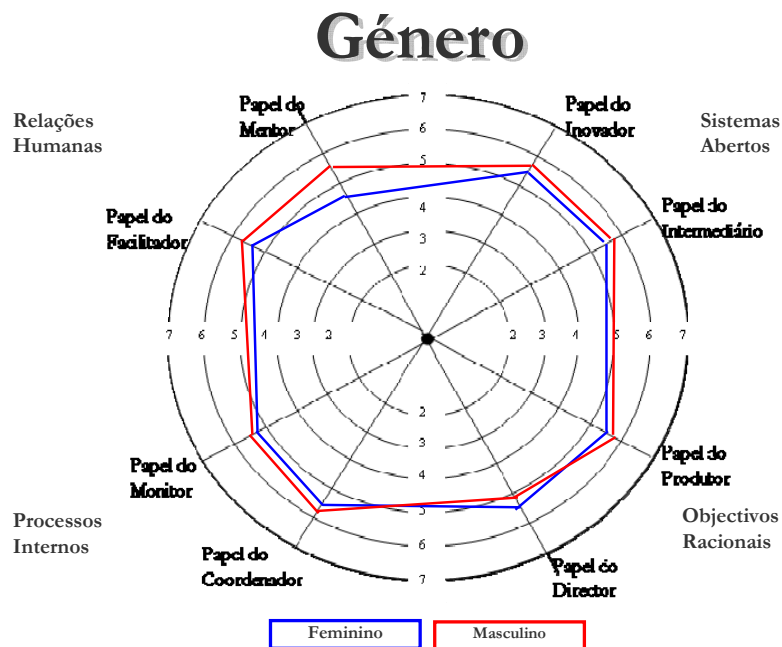 Género
Relações
Humanas
Papel do
Mentor
7
6
5
4
3
2
Papel do
Inovador
Sistemas
Abertos
Papel do
Facilitador
Papel do
Intermediário
7 6 5 4 3 2
2 3 4 5 6 7
2
3
4
5
6
7
Papel do
Monitor
Papel do
Produtor
Processos
Internos
Papel do
Coordenador
Papel do
Director
Objectivos
Racionais
Feminino
Masculino